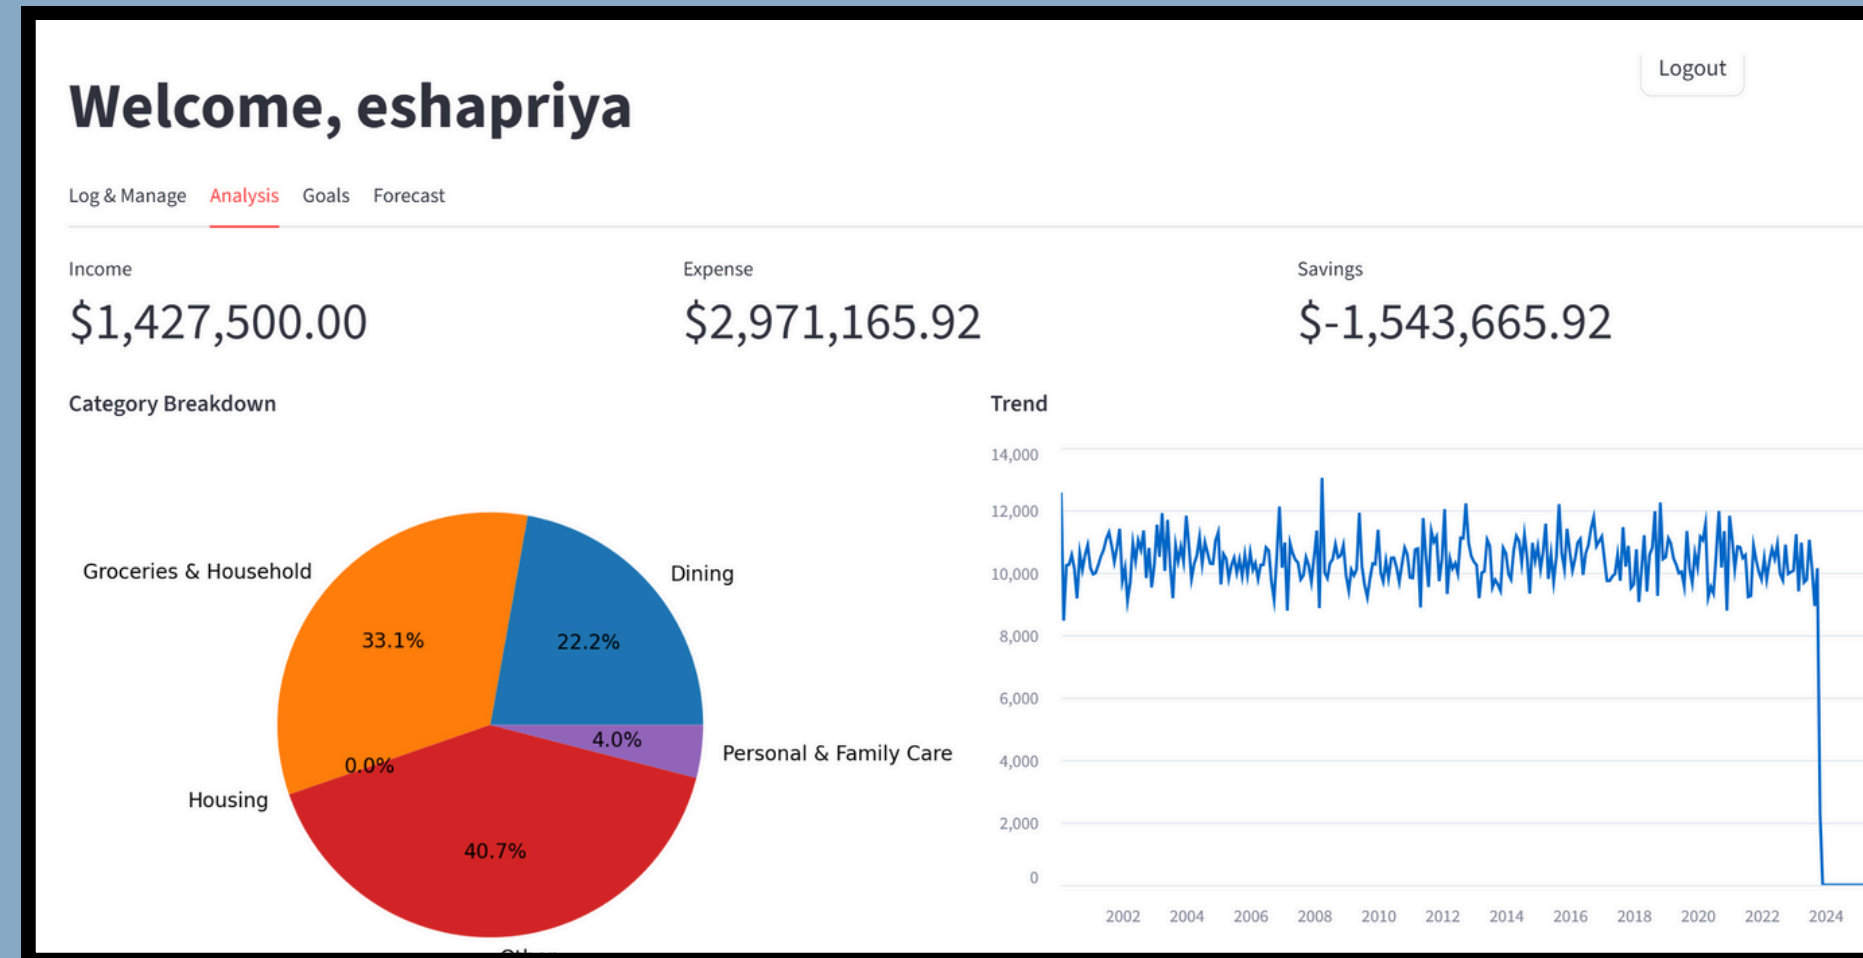 Logout
Welcome, eshapriya
Log & Manage Analysis Goals Forecast
Income Expense Savings
$1,427,500.00 $2,971,165.92 $-1,543,665.92
Category Breakdown
Groceries & Household
Dining
33.1%
22.2%
4.0%
Personal & Family Care
0.0%
Housing
40.7%
Trend
14,000
12,000
10,000
8,000
6,000
4,000
2,000
0
2002 2004 2006 2008 2010 2012 2014 2016 2018 2020 2022 2024